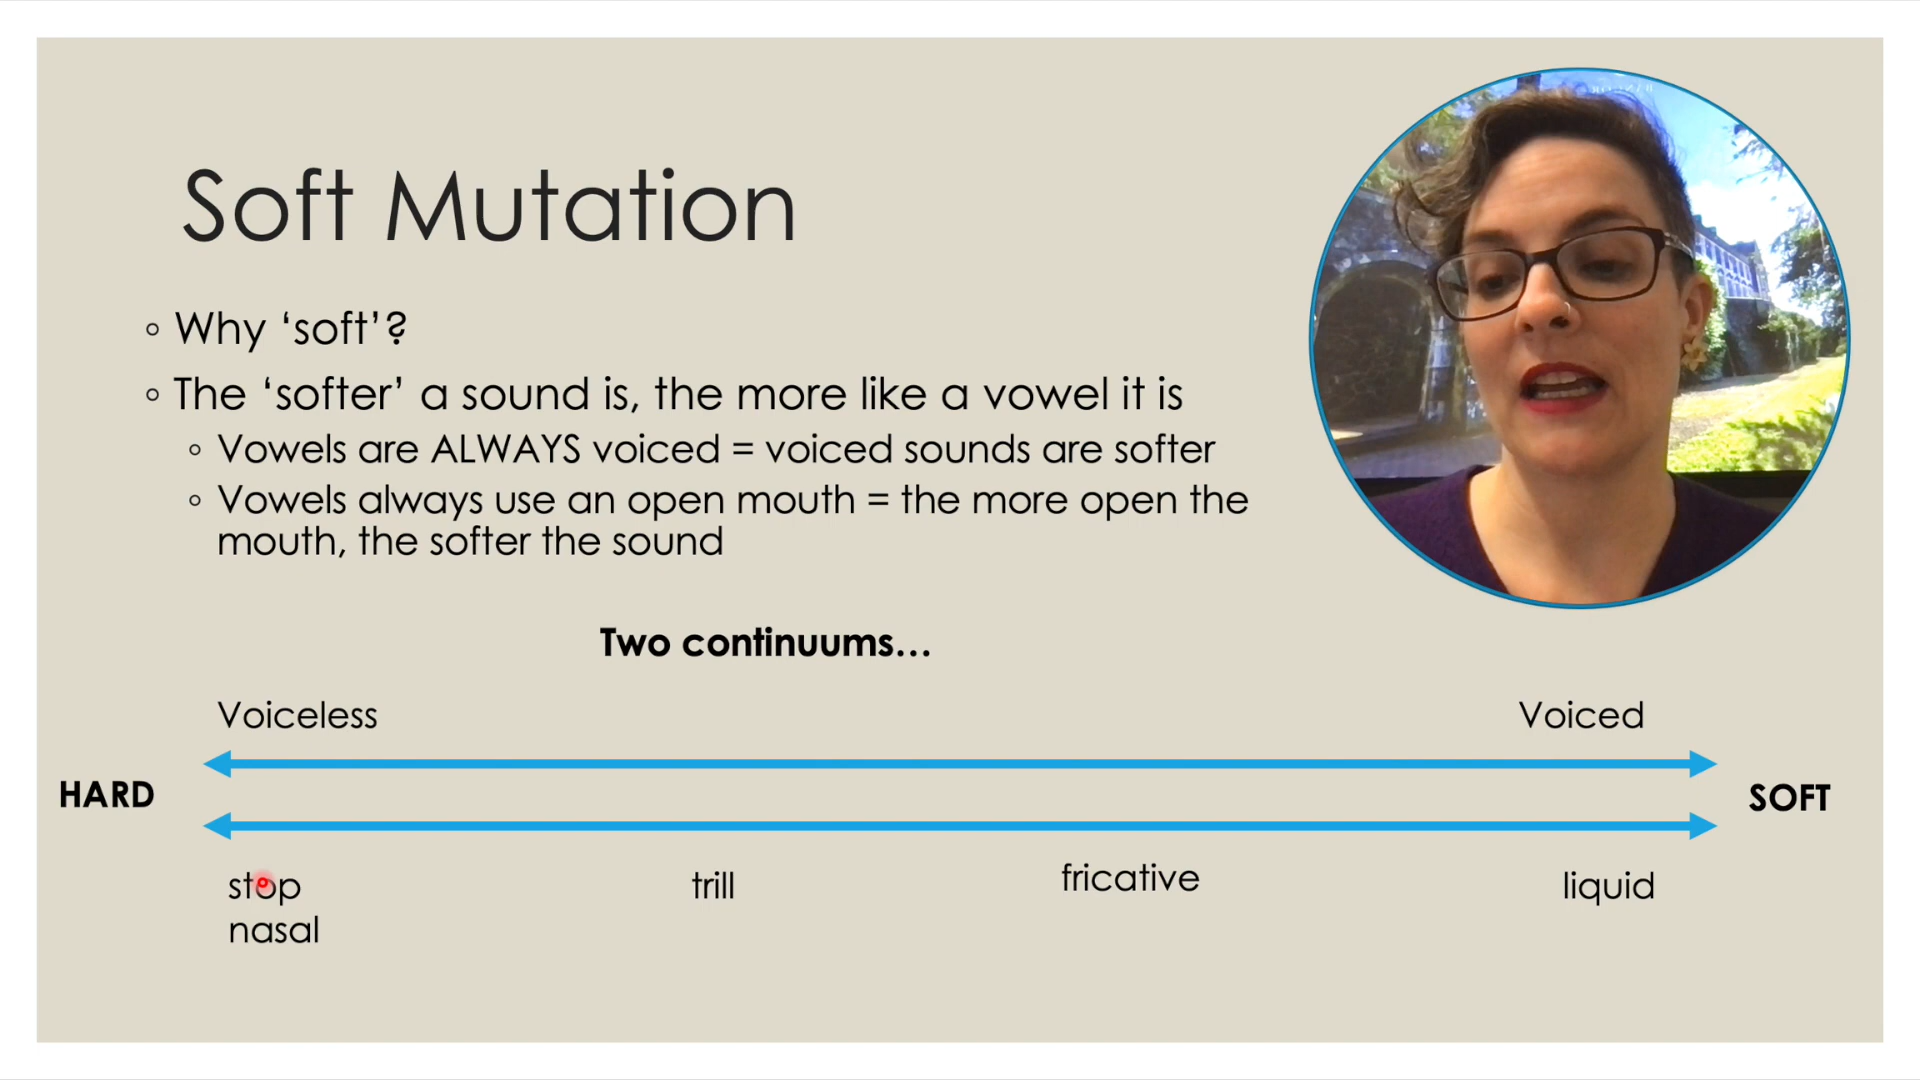 Soft Mutation
◦ Why ‘soft’?
◦ The ‘softer’ a sound is, the more like a vowel it is
◦ Vowels are ALWAYS voiced = voiced sounds are softer
◦ Vowels always use an open mouth = the more open the
mouth, the softer the sound
Two continuums…
Voiceless Voiced
HARD SOFT
stop trill fricative liquid
nasal